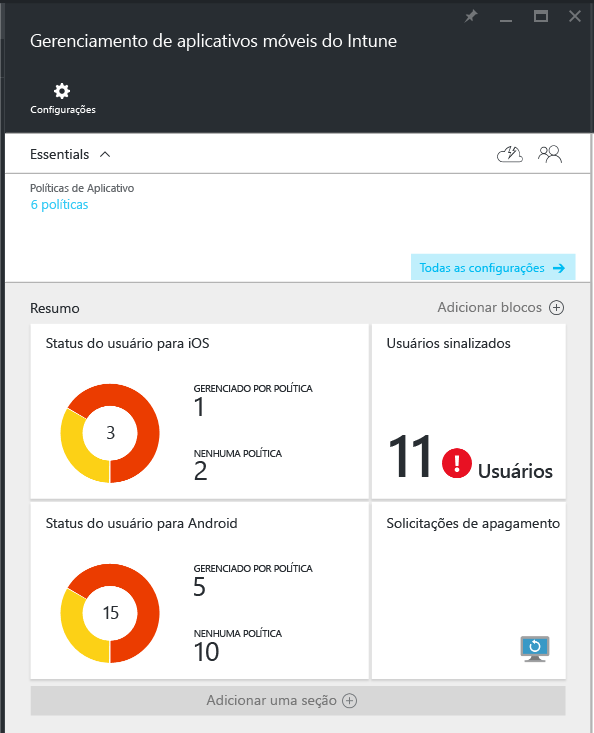 Gerenciamento de aplicativos móveis do Intune
Configurações
Essentials
Políticas de Aplicativo
6 políticas
Todas as configurações
Resumo
Adicionar blocos
Status do usuário para iOS
3
GERENCIADO POR POLÍTICA
1
NENHUMA POLÍTICA
2
Usuários sinalizados
11 Usuários
Status do usuário para Android
15
GERENCIADO POR POLÍTICA
5
NENHUMA POLÍTICA
10
Solicitações de apagamento
Adicionar uma seção